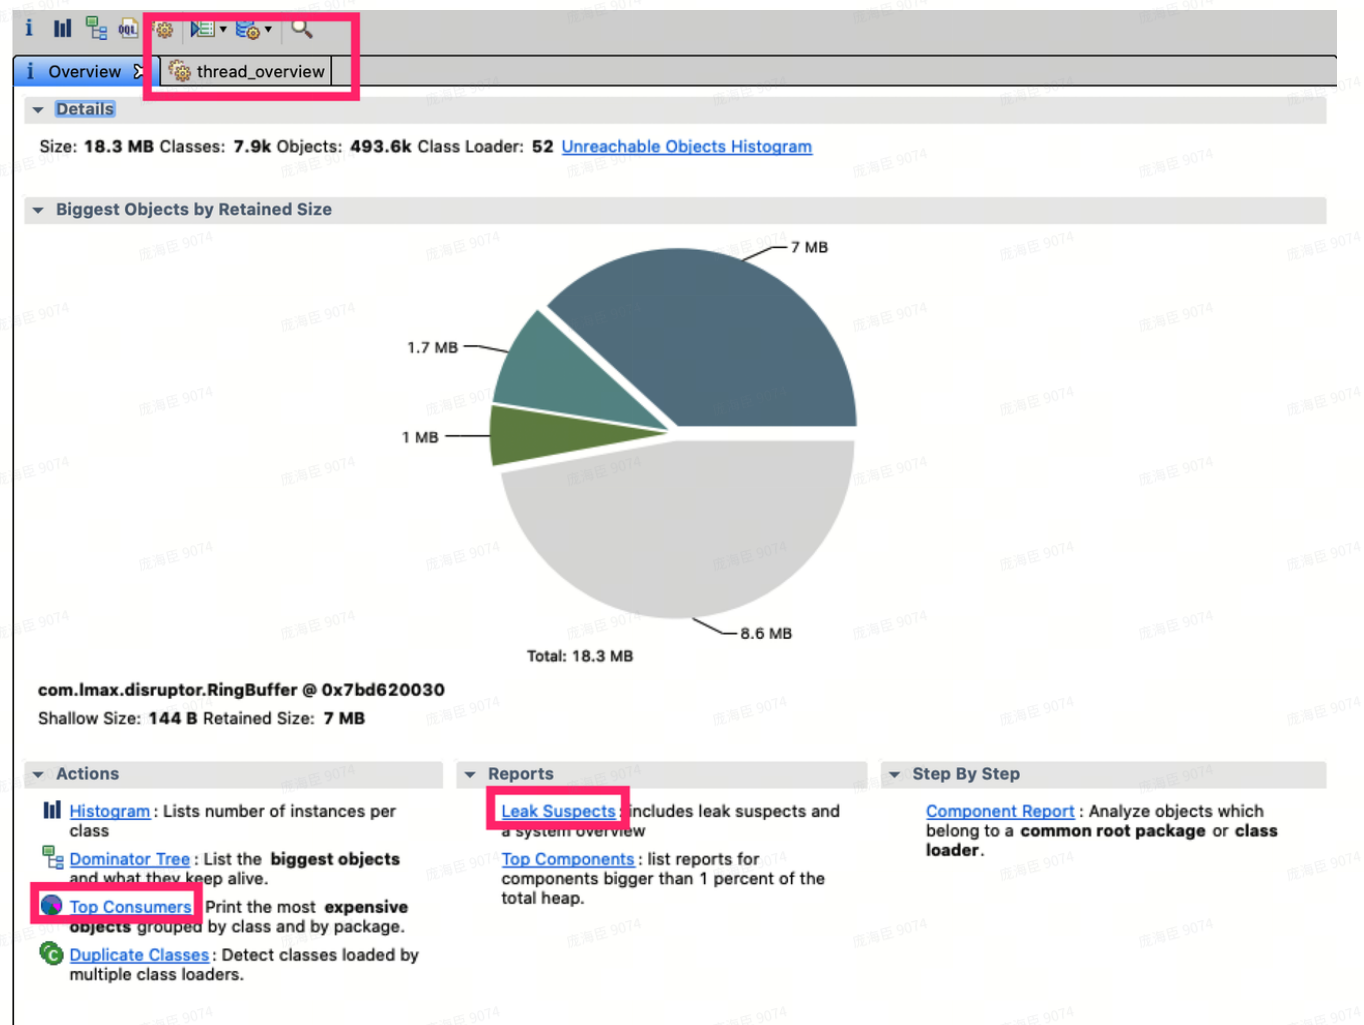 i OQL
i Overview thread_overview
Details
Size: 18.3 MB Classes: 7.9k Objects: 493.6k Class Loader: 52 Unreachable Objects Histogram
Biggest Objects by Retained Size
7 MB
1.7 MB
1 MB
8.6 MB
Total: 18.3 MB
com.lmax.disruptor.RingBuffer @ 0x7bd620030
Shallow Size: 144 B Retained Size: 7 MB
Actions
Histogram : Lists number of instances per
class
Dominator Tree : List the biggest objects
and what they keep alive.
Top Consumers Print the most expensive
objects grouped by class and by package.
Duplicate Classes : Detect classes loaded by
multiple class loaders.
Reports
Leak Suspects : includes leak suspects and
a system overview
Top Components : list reports for
components bigger than 1 percent of the
total heap.
Step By Step
Component Report : Analyze objects which
belong to a common root package or class
loader.
庞海臣 9074